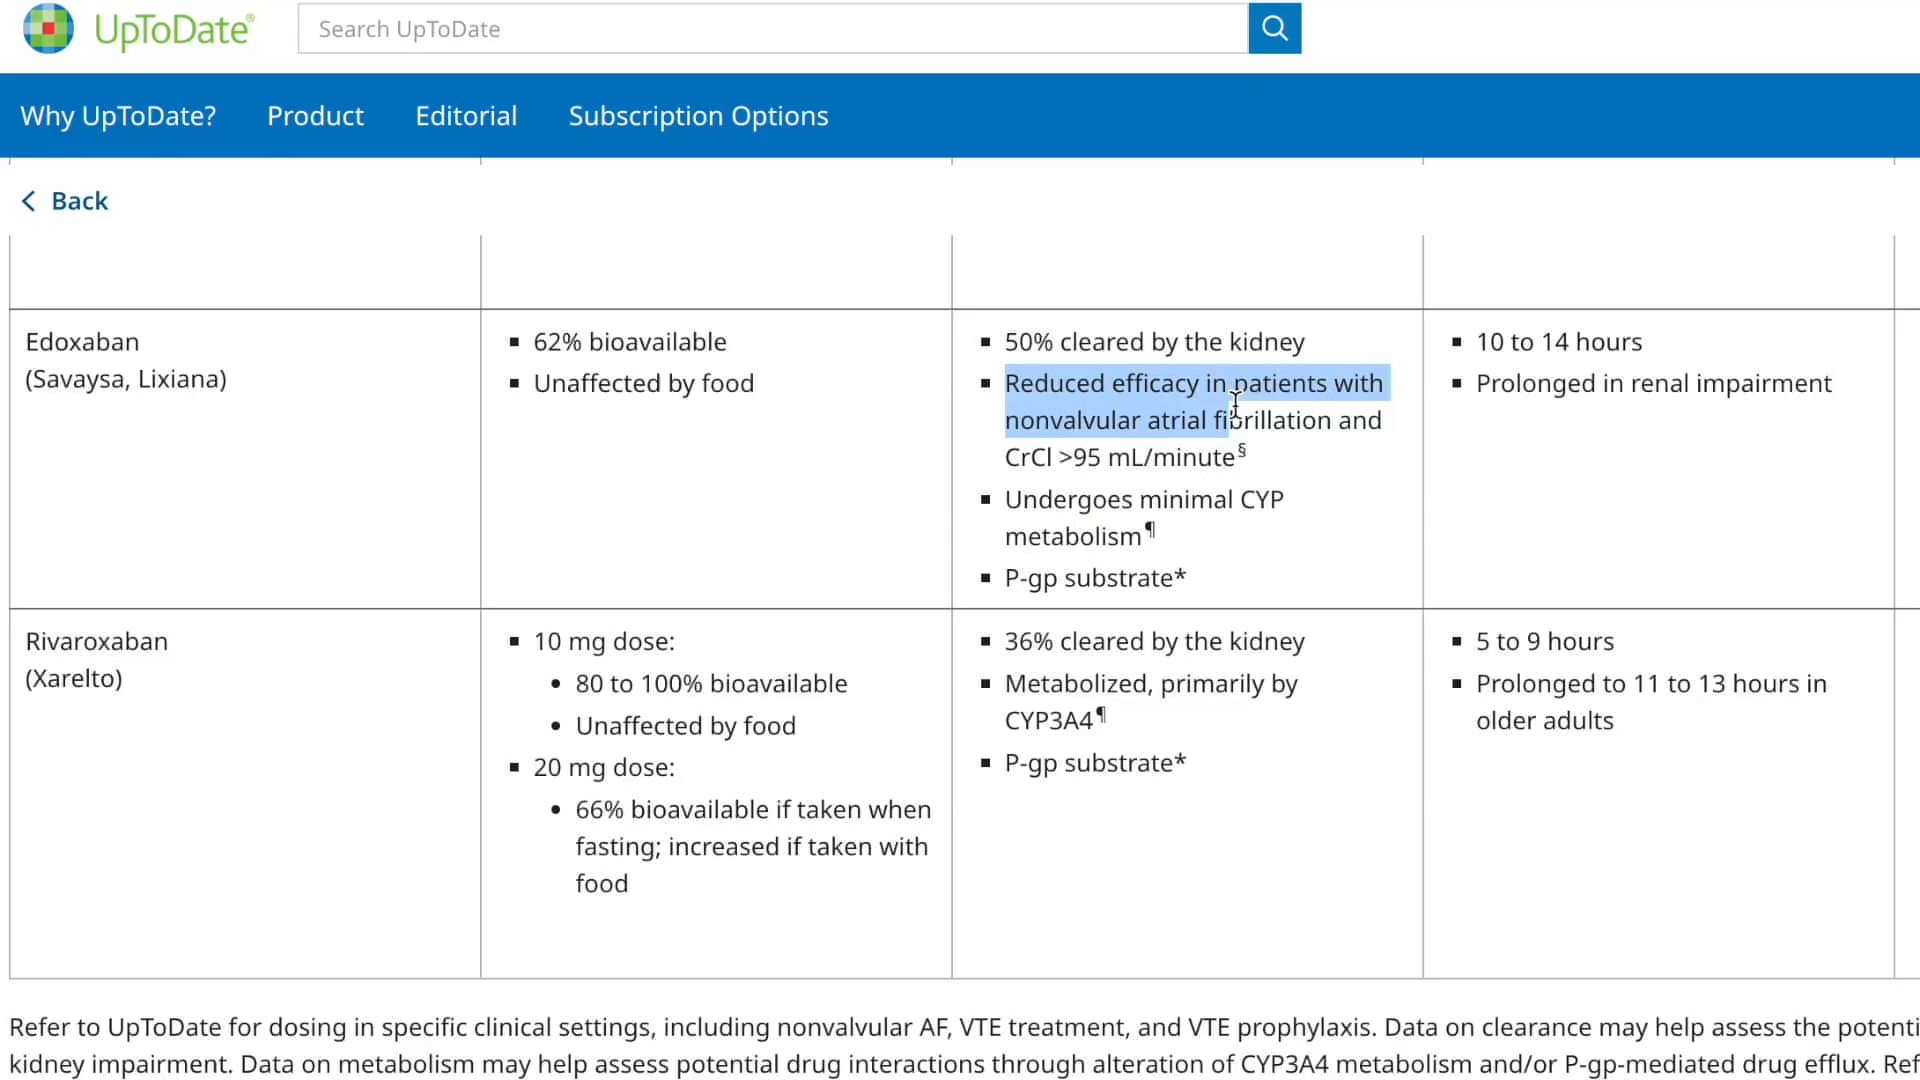 UpToDate®
Search UpToDate
Why UpToDate? Product Editorial Subscription Options
Back
Edoxaban
(Savaysa, Lixiana)
62% bioavailable
Unaffected by food
50% cleared by the kidney
Reduced efficacy in patients with
nonvalvular atrial fibrillation and
CrCl >95 mL/minute§
Undergoes minimal CYP
metabolism¶
P-gp substrate*
10 to 14 hours
Prolonged in renal impairment
Rivaroxaban
(Xarelto)
10 mg dose:
80 to 100% bioavailable
Unaffected by food
20 mg dose:
66% bioavailable if taken when
fasting; increased if taken with
food
36% cleared by the kidney
Metabolized, primarily by
CYP3A4¶
P-gp substrate*
5 to 9 hours
Prolonged to 11 to 13 hours in
older adults
Refer to UpToDate for dosing in specific clinical settings, including nonvalvular AF, VTE treatment, and VTE prophylaxis. Data on clearance may help assess the potenti
kidney impairment. Data on metabolism may help assess potential drug interactions through alteration of CYP3A4 metabolism and/or P-gp-mediated drug efflux. Ref